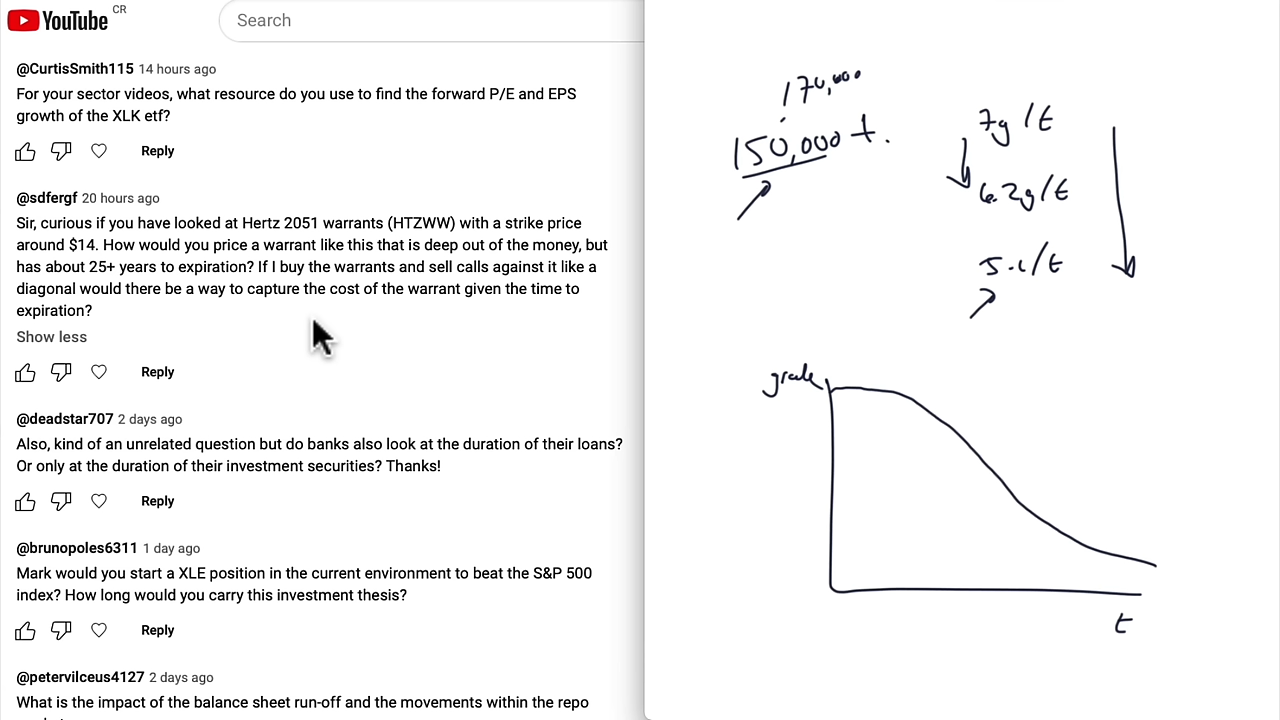 YouTube CR
Search
@CurtisSmith115 14 hours ago
For your sector videos, what resource do you use to find the forward P/E and EPS
growth of the XLK etf?
Reply
@sdfergf 20 hours ago
Sir, curious if you have looked at Hertz 2051 warrants (HTZWW) with a strike price
around $14. How would you price a warrant like this that is deep out of the money, but
has about 25+ years to expiration? If I buy the warrants and sell calls against it like a
diagonal would there be a way to capture the cost of the warrant given the time to
expiration?
Show less
Reply
@deadstar707 2 days ago
Also, kind of an unrelated question but do banks also look at the duration of their loans?
Or only at the duration of their investment securities? Thanks!
Reply
@brunopoles6311 1 day ago
Mark would you start a XLE position in the current environment to beat the S&P 500
index? How long would you carry this investment thesis?
Reply
@petervilceus4127 2 days ago
What is the impact of the balance sheet run-off and the movements within the repo
170,000
150,000 t.
7g/t
6.2g/t
grade
t